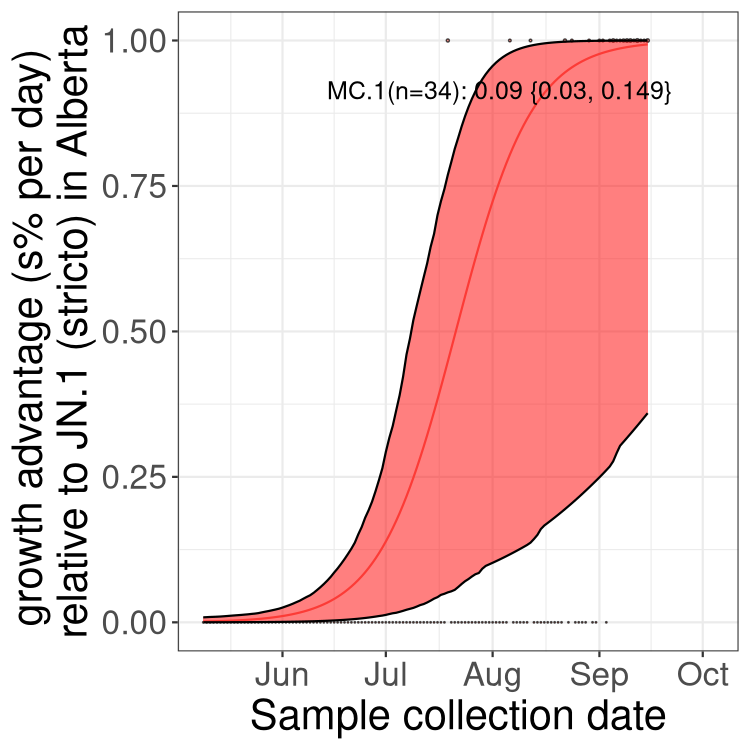 growth advantage (s% per day)
relative to JN.1 (stricto) in Alberta
1.00
0.75
0.50
0.25
0.00
MC.1(n=34): 0.09 {0.03, 0.149}
Jun Jul Aug Sep Oct
Sample collection date